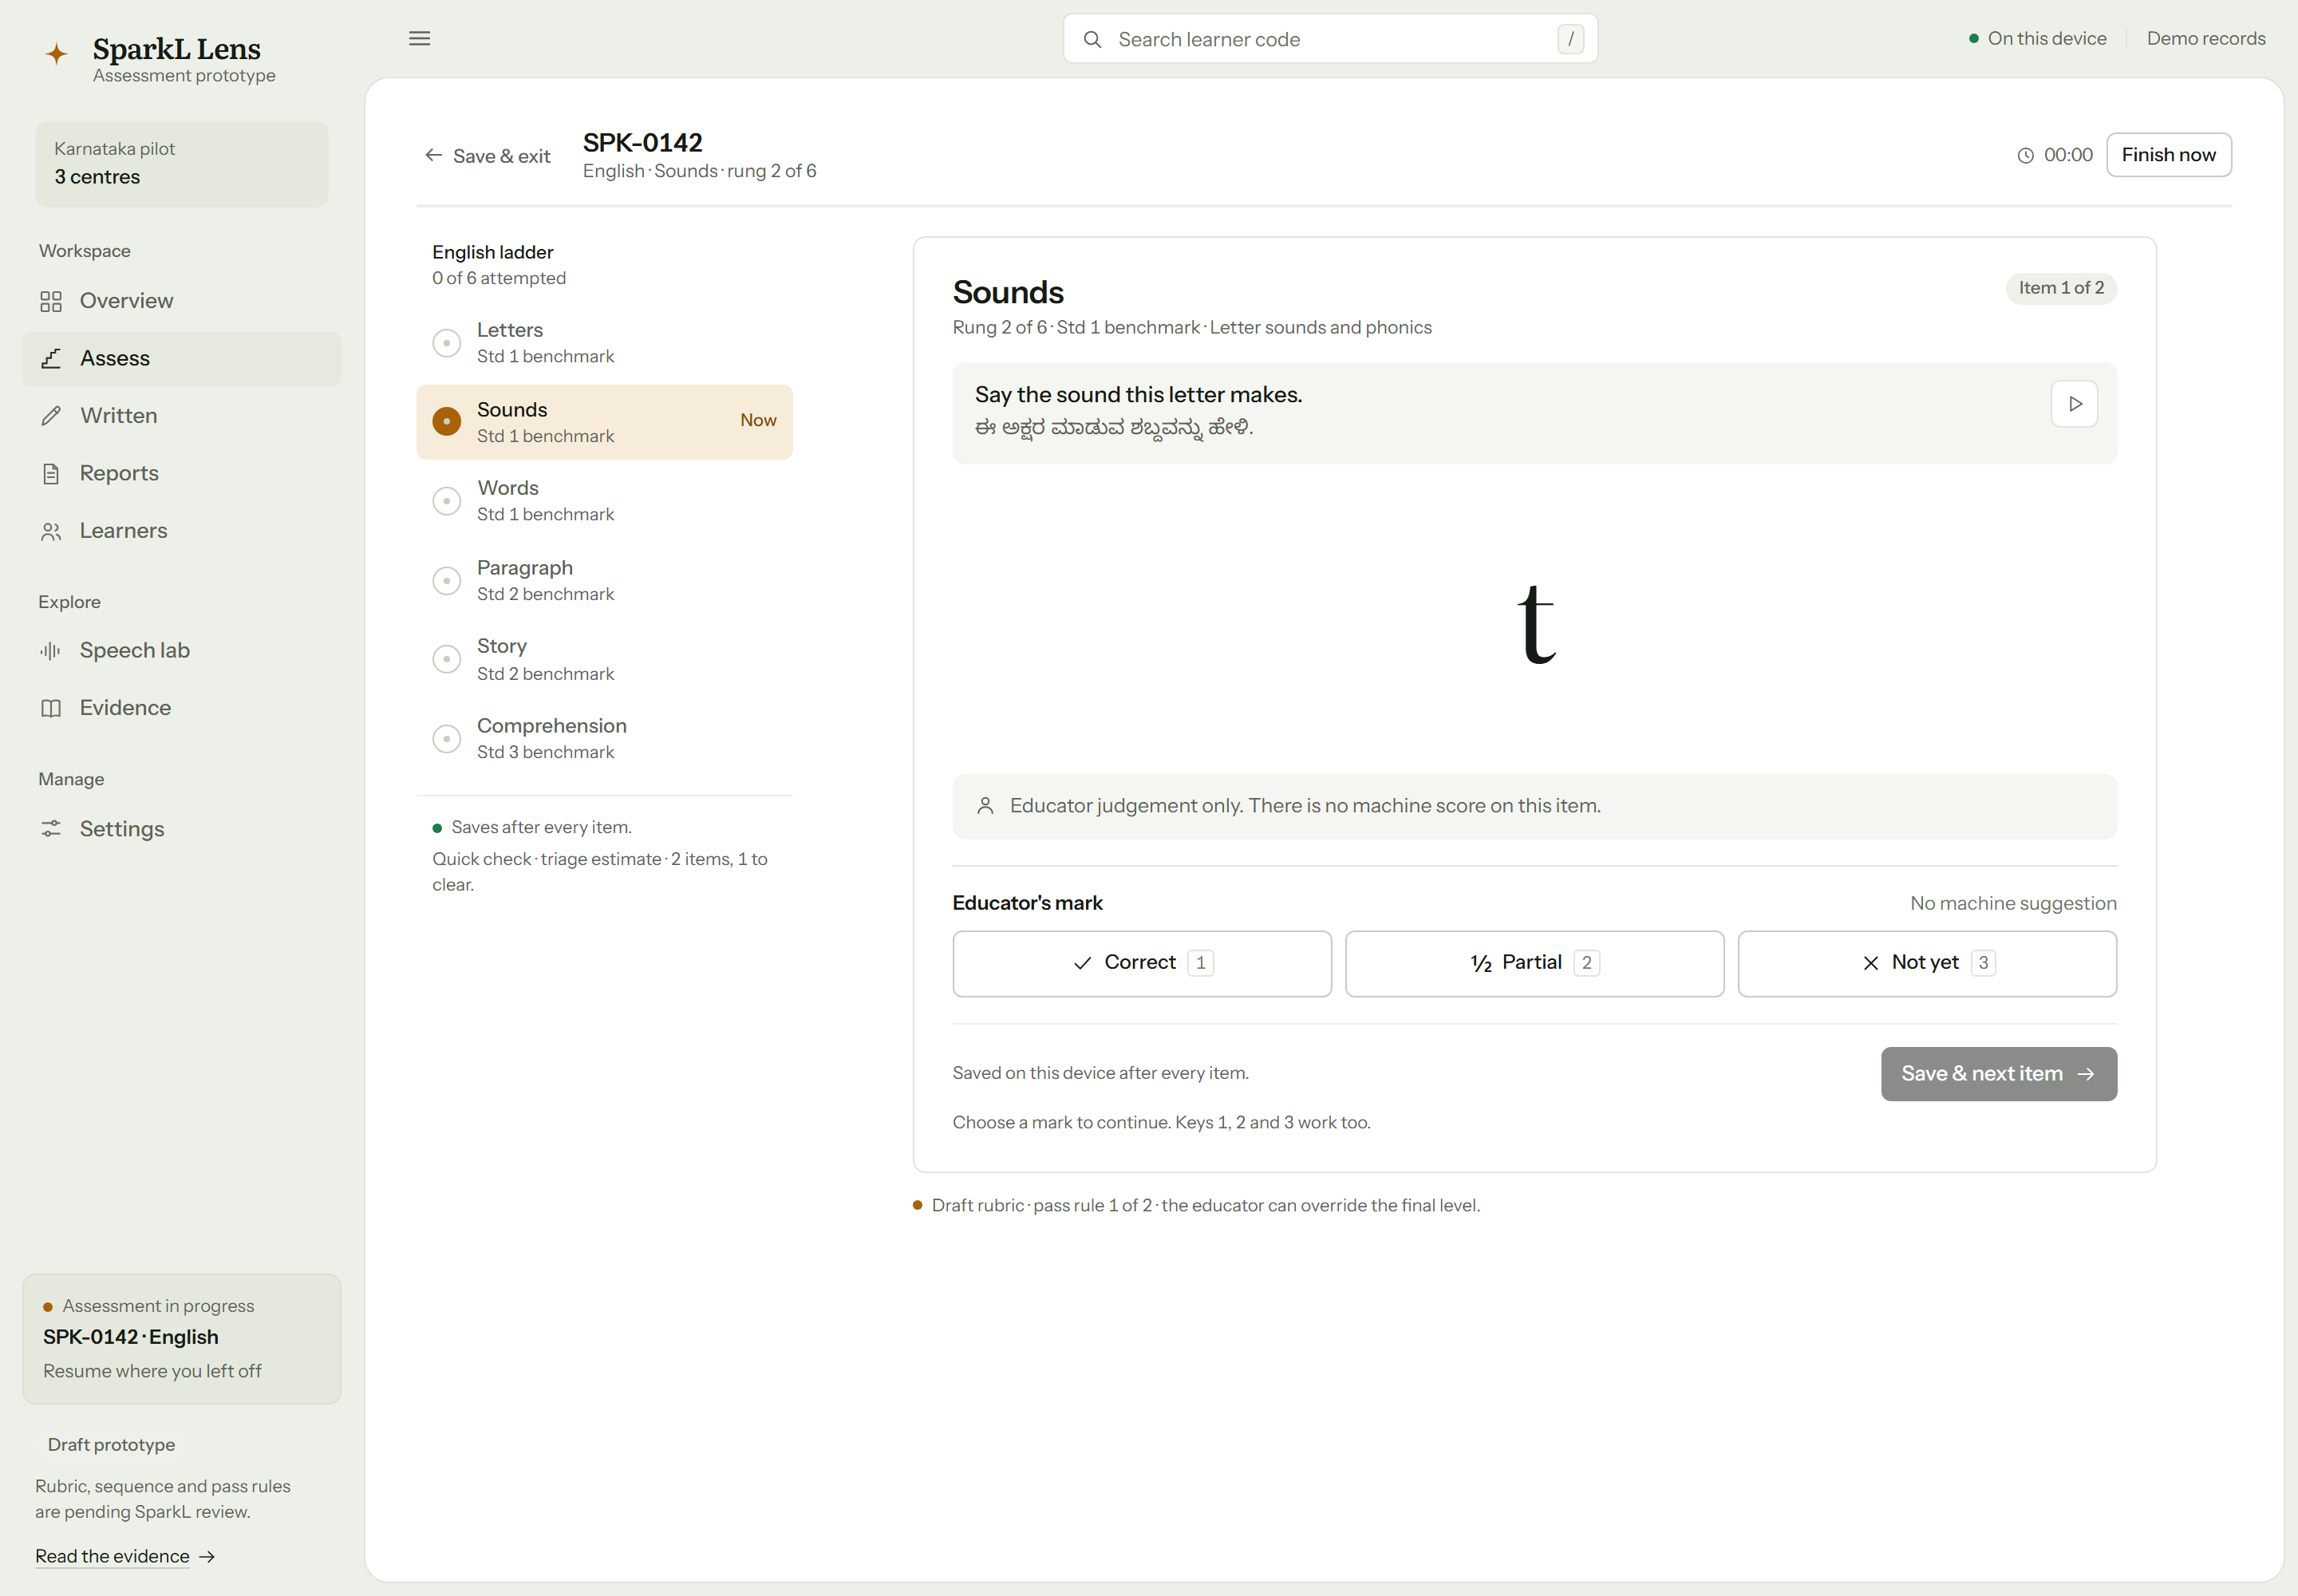 SparkL Lens
Assessment prototype
Search learner code
/
On this device
Demo records
Karnataka pilot
3 centres
Workspace
Overview
Assess
Written
Reports
Learners
Explore
Speech lab
Evidence
Manage
Settings
Assessment in progress
SPK-0142 · English
Resume where you left off
Draft prototype
Rubric, sequence and pass rules
are pending SparkL review.
Read the evidence →
← Save & exit
SPK-0142
English · Sounds · rung 2 of 6
00:00
Finish now
English ladder
0 of 6 attempted
Letters
Std 1 benchmark
Sounds
Std 1 benchmark
Now
Words
Std 1 benchmark
Paragraph
Std 2 benchmark
Story
Std 2 benchmark
Comprehension
Std 3 benchmark
Saves after every item.
Quick check · triage estimate · 2 items, 1 to
clear.
Sounds
Item 1 of 2
Rung 2 of 6 · Std 1 benchmark · Letter sounds and phonics
Say the sound this letter makes.
ಈ ಅಕ್ಷರ ಮಾಡುವ ಶಬ್ದವನ್ನು ಹೇಳಿ.
t
Educator judgement only. There is no machine score on this item.
Educator's mark
No machine suggestion
Correct 1
½ Partial 2
Not yet 3
Saved on this device after every item.
Save & next item →
Choose a mark to continue. Keys 1, 2 and 3 work too.
Draft rubric · pass rule 1 of 2 · the educator can override the final level.